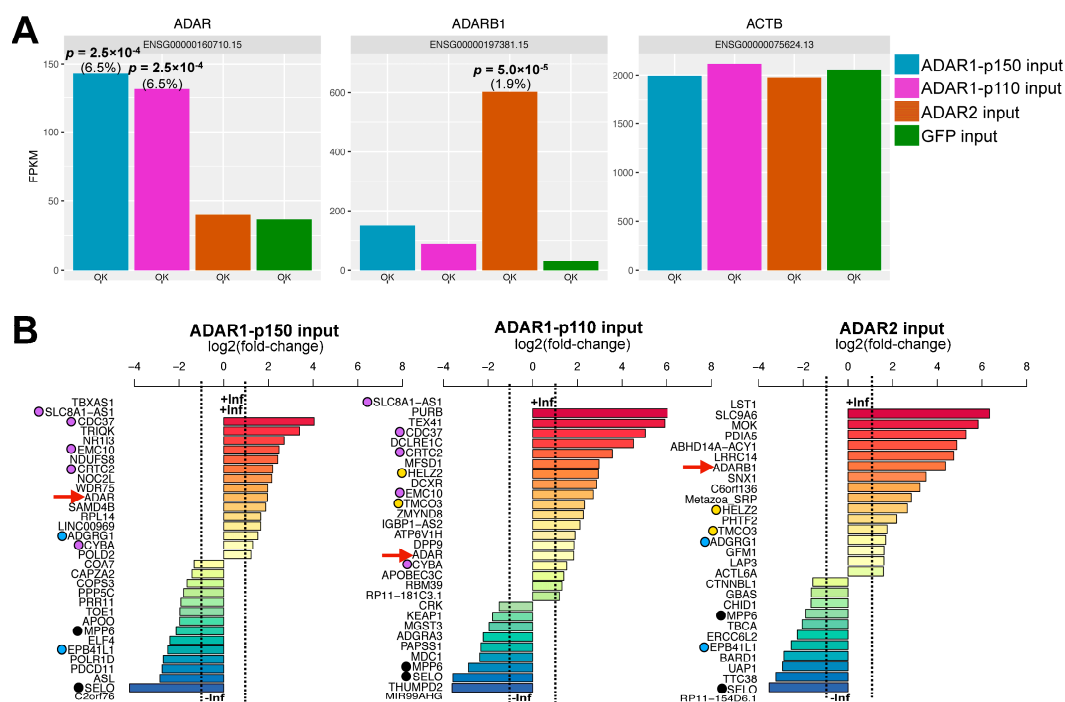 A
ADAR
ENSG00000160710.15
p = 2.5×10-4
(6.5%)
p = 2.5×10-4
(6.5%)
FPKM
150
100
50
0
OK
OK
OK
OK
ADARB1
ENSG00000197381.15
p = 5.0×10-5
(1.9%)
600
400
200
0
OK
OK
OK
OK
ACTB
ENSG00000075624.13
2000
1500
1000
500
0
OK
OK
OK
OK
ADAR1-p150 input
ADAR1-p110 input
ADAR2 input
GFP input
B
ADAR1-p150 input
log2(fold-change)
−4 −2 0 2 4 6 8
+Inf
+Inf
TBXAS1
SLC8A1−AS1
CDC37
TRIQK
NR1I3
EMC10
NDUFS8
CRTC2
NOC2L
WDR75
ADAR
SAMD4B
RPL14
LINC00969
ADGRG1
CYBA
POLD2
COA7
CAPZA2
COPS3
PPP5C
PRR11
TOE1
APOO
MPP6
ELF4
EPB41L1
POLR1D
PDCD11
ASL
SELO
C2orf76
-Inf
ADAR1-p110 input
log2(fold-change)
−4 −2 0 2 4 6 8
+Inf
SLC8A1−AS1
PURB
TEX41
CDC37
DCLRE1C
CRTC2
MFSD1
HELZ2
DCXR
EMC10
TMCO3
ZMYND8
IGBP1−AS2
ATP6V1H
DPP9
ADAR
CYBA
APOBEC3C
RBM39
RP11−181C3.1
CRK
KEAP1
MGST3
ADGRA3
PAPSS1
MDC1
MPP6
SELO
THUMPD2
MIR99AHG
-Inf
ADAR2 input
log2(fold-change)
−4 −2 0 2 4 6 8
+Inf
LST1
SLC9A6
MOK
PDIA5
ABHD14A−ACY1
LRRC14
ADARB1
SNX1
C6orf136
Metazoa_SRP
HELZ2
PHTF2
TMCO3
ADGRG1
GFM1
LAP3
ACTL6A
CTNNBL1
GBAS
CHID1
MPP6
TBCA
ERCC6L2
EPB41L1
BARD1
UAP1
TTC38
SELO
RP11−154D6.1
-Inf